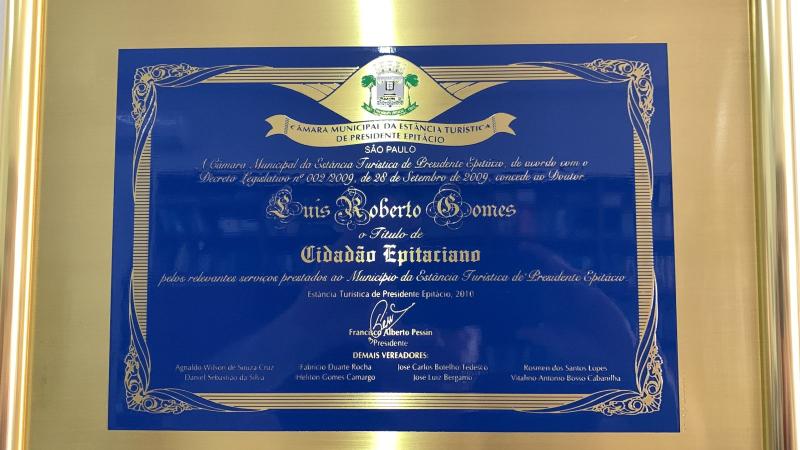 CÂMARA MUNICIPAL DA ESTÂNCIA TURÍSTICA
DE PRESIDENTE EPITÁCIO
SÃO PAULO
A Câmara Municipal da Estância Turística de Presidente Epitácio, de acordo com o
Decreto Legislativo nº 002/2009, de 28 de Setembro de 2009, concede ao Doutor
Luis Roberto Gomes
o Título de
Cidadão Epitaciano
pelos relevantes serviços prestados ao Município da Estância Turística de Presidente Epitácio.
Estância Turística de Presidente Epitácio, 2010
Francisco Alberto Pessin
Presidente
DEMAIS VEREADORES:
Agnaldo Wilson de Souza Cruz Fabrício Duarte Rocha José Carlos Botelho Tedesco Rosmen dos Santos Lopes
Daniel Sebastião da Silva Heliton Gomes Camargo José Luiz Bergamo Vitalino Antonio Bosso Cabanilha